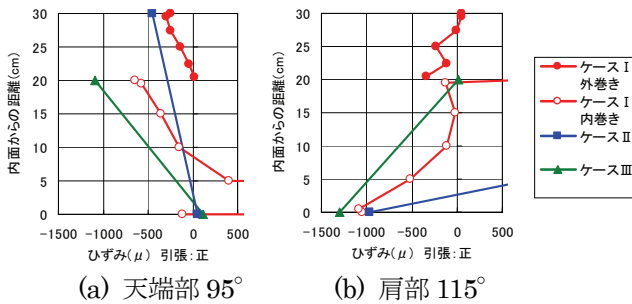 30
25
20
15
10
5
0
内面からの距離(cm)
-1500 -1000 -500 0 500
ひずみ(μ) 引張:正
(a) 天端部 95°
30
25
20
15
10
5
0
内面からの距離(cm)
-1500 -1000 -500 0 500
ひずみ(μ) 引張:正
(b) 肩部 115°
ケースⅠ
外巻き
ケースⅠ
内巻き
ケースⅡ
ケースⅢ